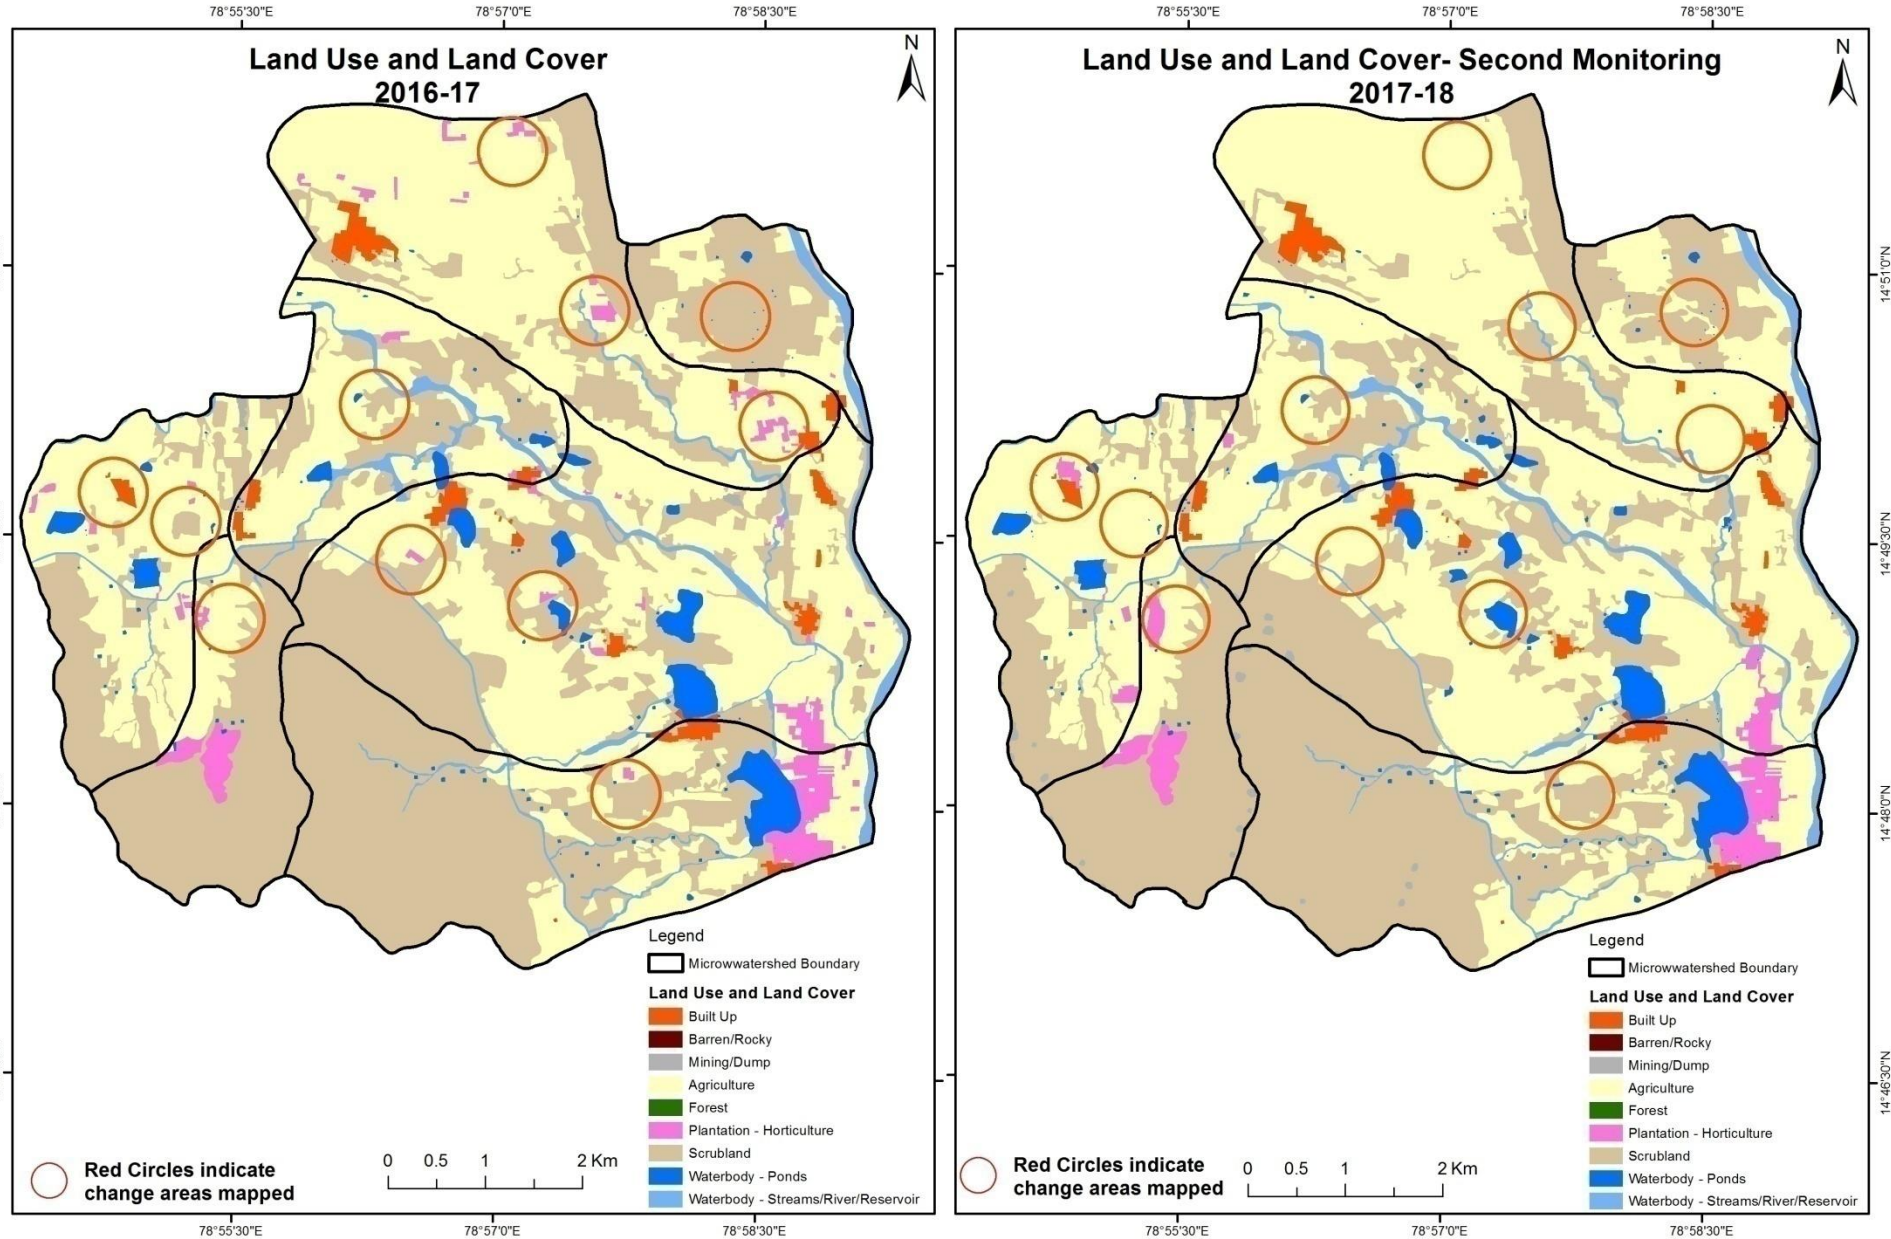 78°55'30"E 78°57'0"E 78°58'30"E
Land Use and Land Cover
2016-17
N
Legend
Microwwatershed Boundary
Land Use and Land Cover
Built Up
Barren/Rocky
Mining/Dump
Agriculture
Forest
Plantation - Horticulture
Scrubland
Waterbody - Ponds
Waterbody - Streams/River/Reservoir
Red Circles indicate
change areas mapped
0 0.5 1 2 Km
78°55'30"E 78°57'0"E 78°58'30"E
78°55'30"E 78°57'0"E 78°58'30"E
Land Use and Land Cover- Second Monitoring
2017-18
N
14°51'0"N
14°49'30"N
14°48'0"N
14°46'30"N
Legend
Microwwatershed Boundary
Land Use and Land Cover
Built Up
Barren/Rocky
Mining/Dump
Agriculture
Forest
Plantation - Horticulture
Scrubland
Waterbody - Ponds
Waterbody - Streams/River/Reservoir
Red Circles indicate
change areas mapped
0 0.5 1 2 Km
78°55'30"E 78°57'0"E 78°58'30"E